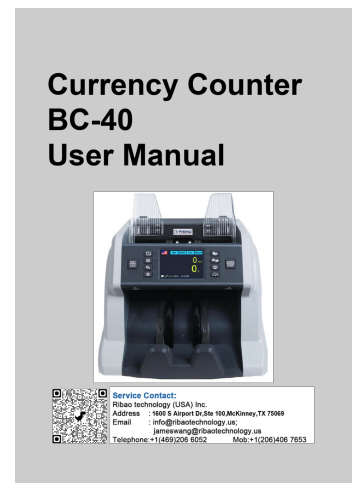 Currency Counter
BC-40
User Manual
RIBAO
Service Contact:
Ribao technology (USA) Inc.
Address : 1600 S Airport Dr,Ste 100,McKinney,TX 75069
Email : info@ribaotechnology.us;
jameswang@ribaotechnology.us
Telephone:+1(469)206 6052 Mob:+1(206)406 7653